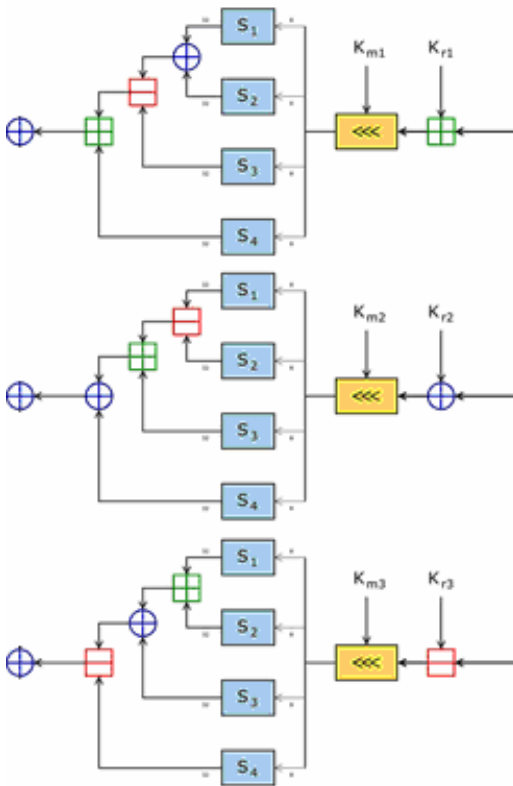 S1
Km1 Kr1
S2
<<<
S3
S4
S1
Km2 Kr2
S2
<<<
S3
S4
S1
Km3 Kr3
S2
<<<
S3
S4